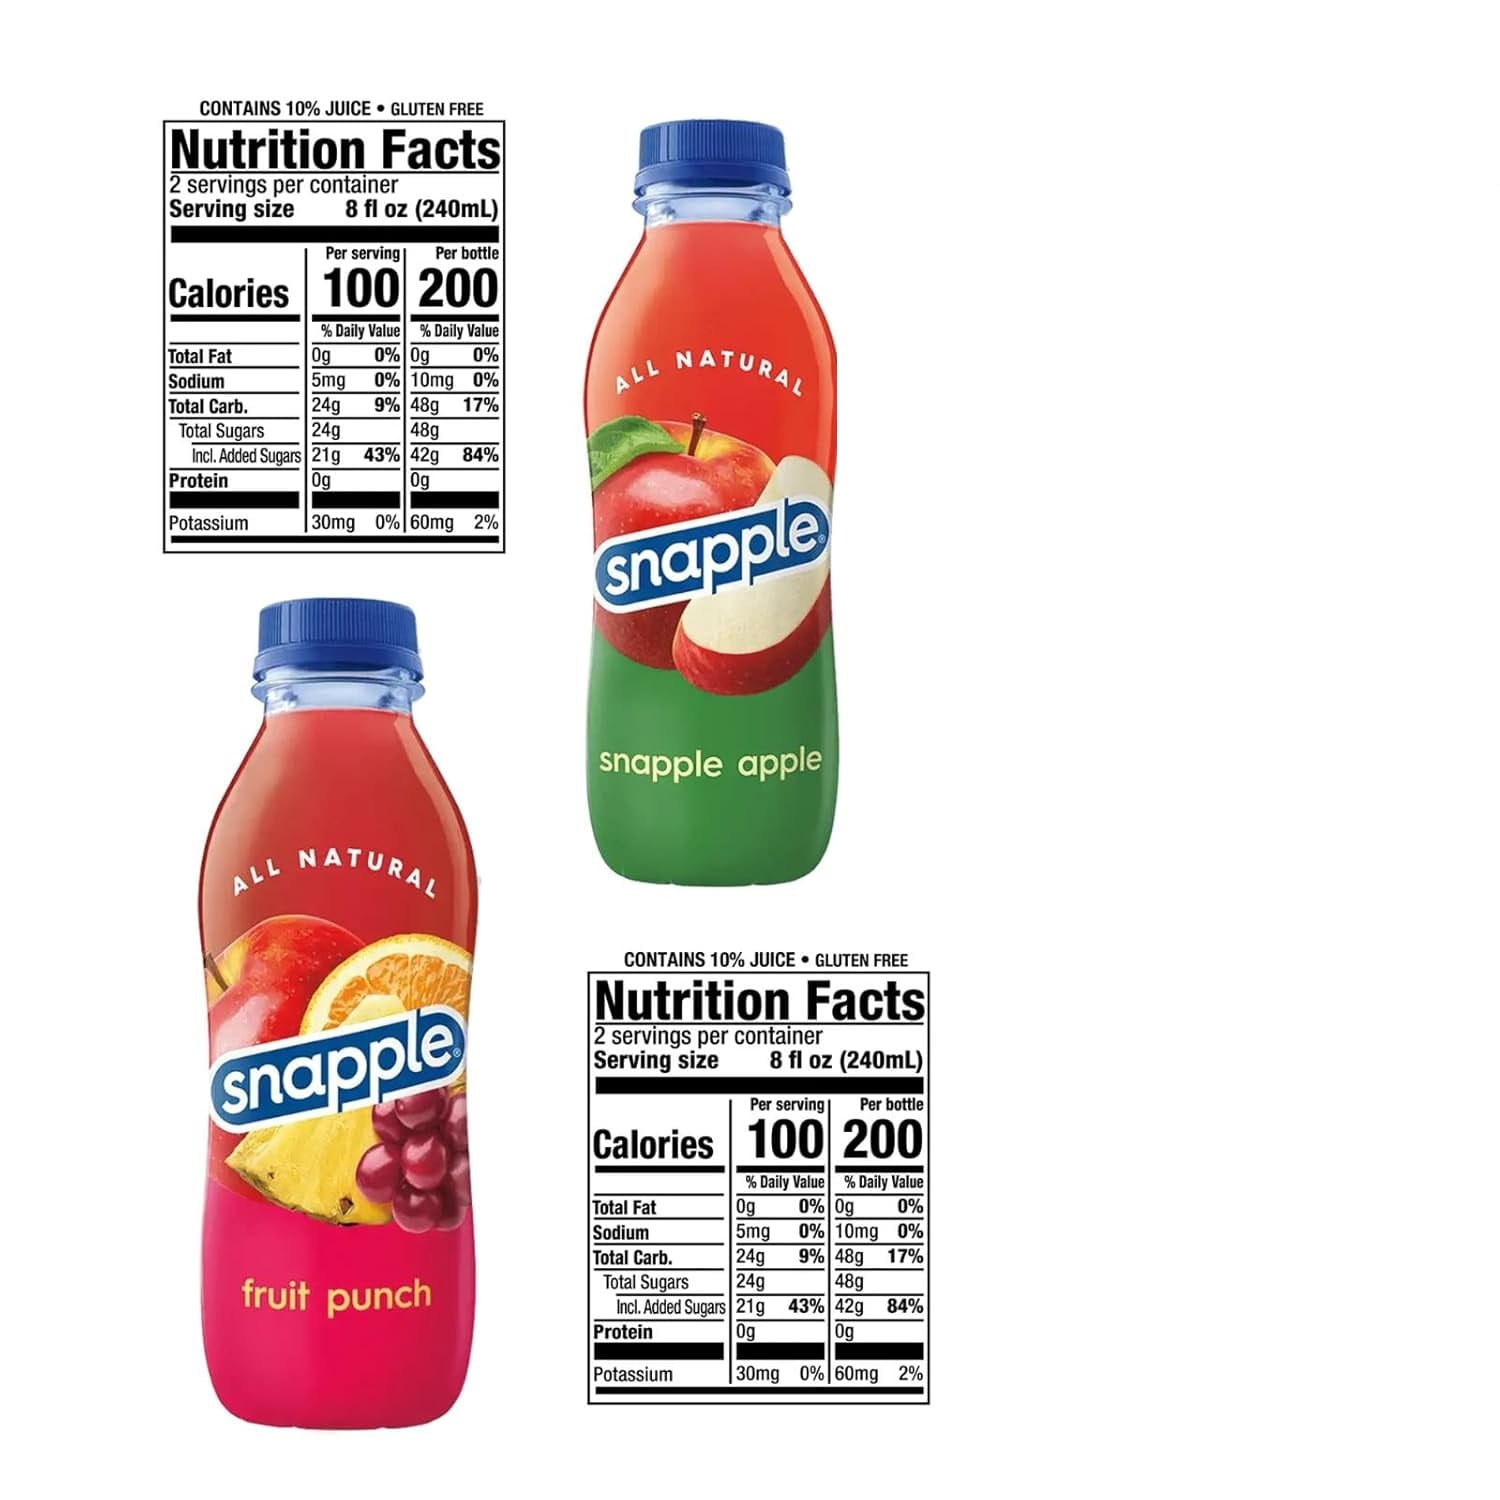 CONTAINS 10% JUICE • GLUTEN FREE
Nutrition Facts
2 servings per container
Serving size 8 fl oz (240mL)
Per serving Per bottle
Calories 100 200
% Daily Value % Daily Value
Total Fat 0g 0% 0g 0%
Sodium 5mg 0% 10mg 0%
Total Carb. 24g 9% 48g 17%
Total Sugars 24g 48g
Incl. Added Sugars 21g 43% 42g 84%
Protein 0g 0g
Potassium 30mg 0% 60mg 2%
ALL NATURAL
snapple®
snapple apple
ALL NATURAL
snapple®
fruit punch
CONTAINS 10% JUICE • GLUTEN FREE
Nutrition Facts
2 servings per container
Serving size 8 fl oz (240mL)
Per serving Per bottle
Calories 100 200
% Daily Value % Daily Value
Total Fat 0g 0% 0g 0%
Sodium 5mg 0% 10mg 0%
Total Carb. 24g 9% 48g 17%
Total Sugars 24g 48g
Incl. Added Sugars 21g 43% 42g 84%
Protein 0g 0g
Potassium 30mg 0% 60mg 2%